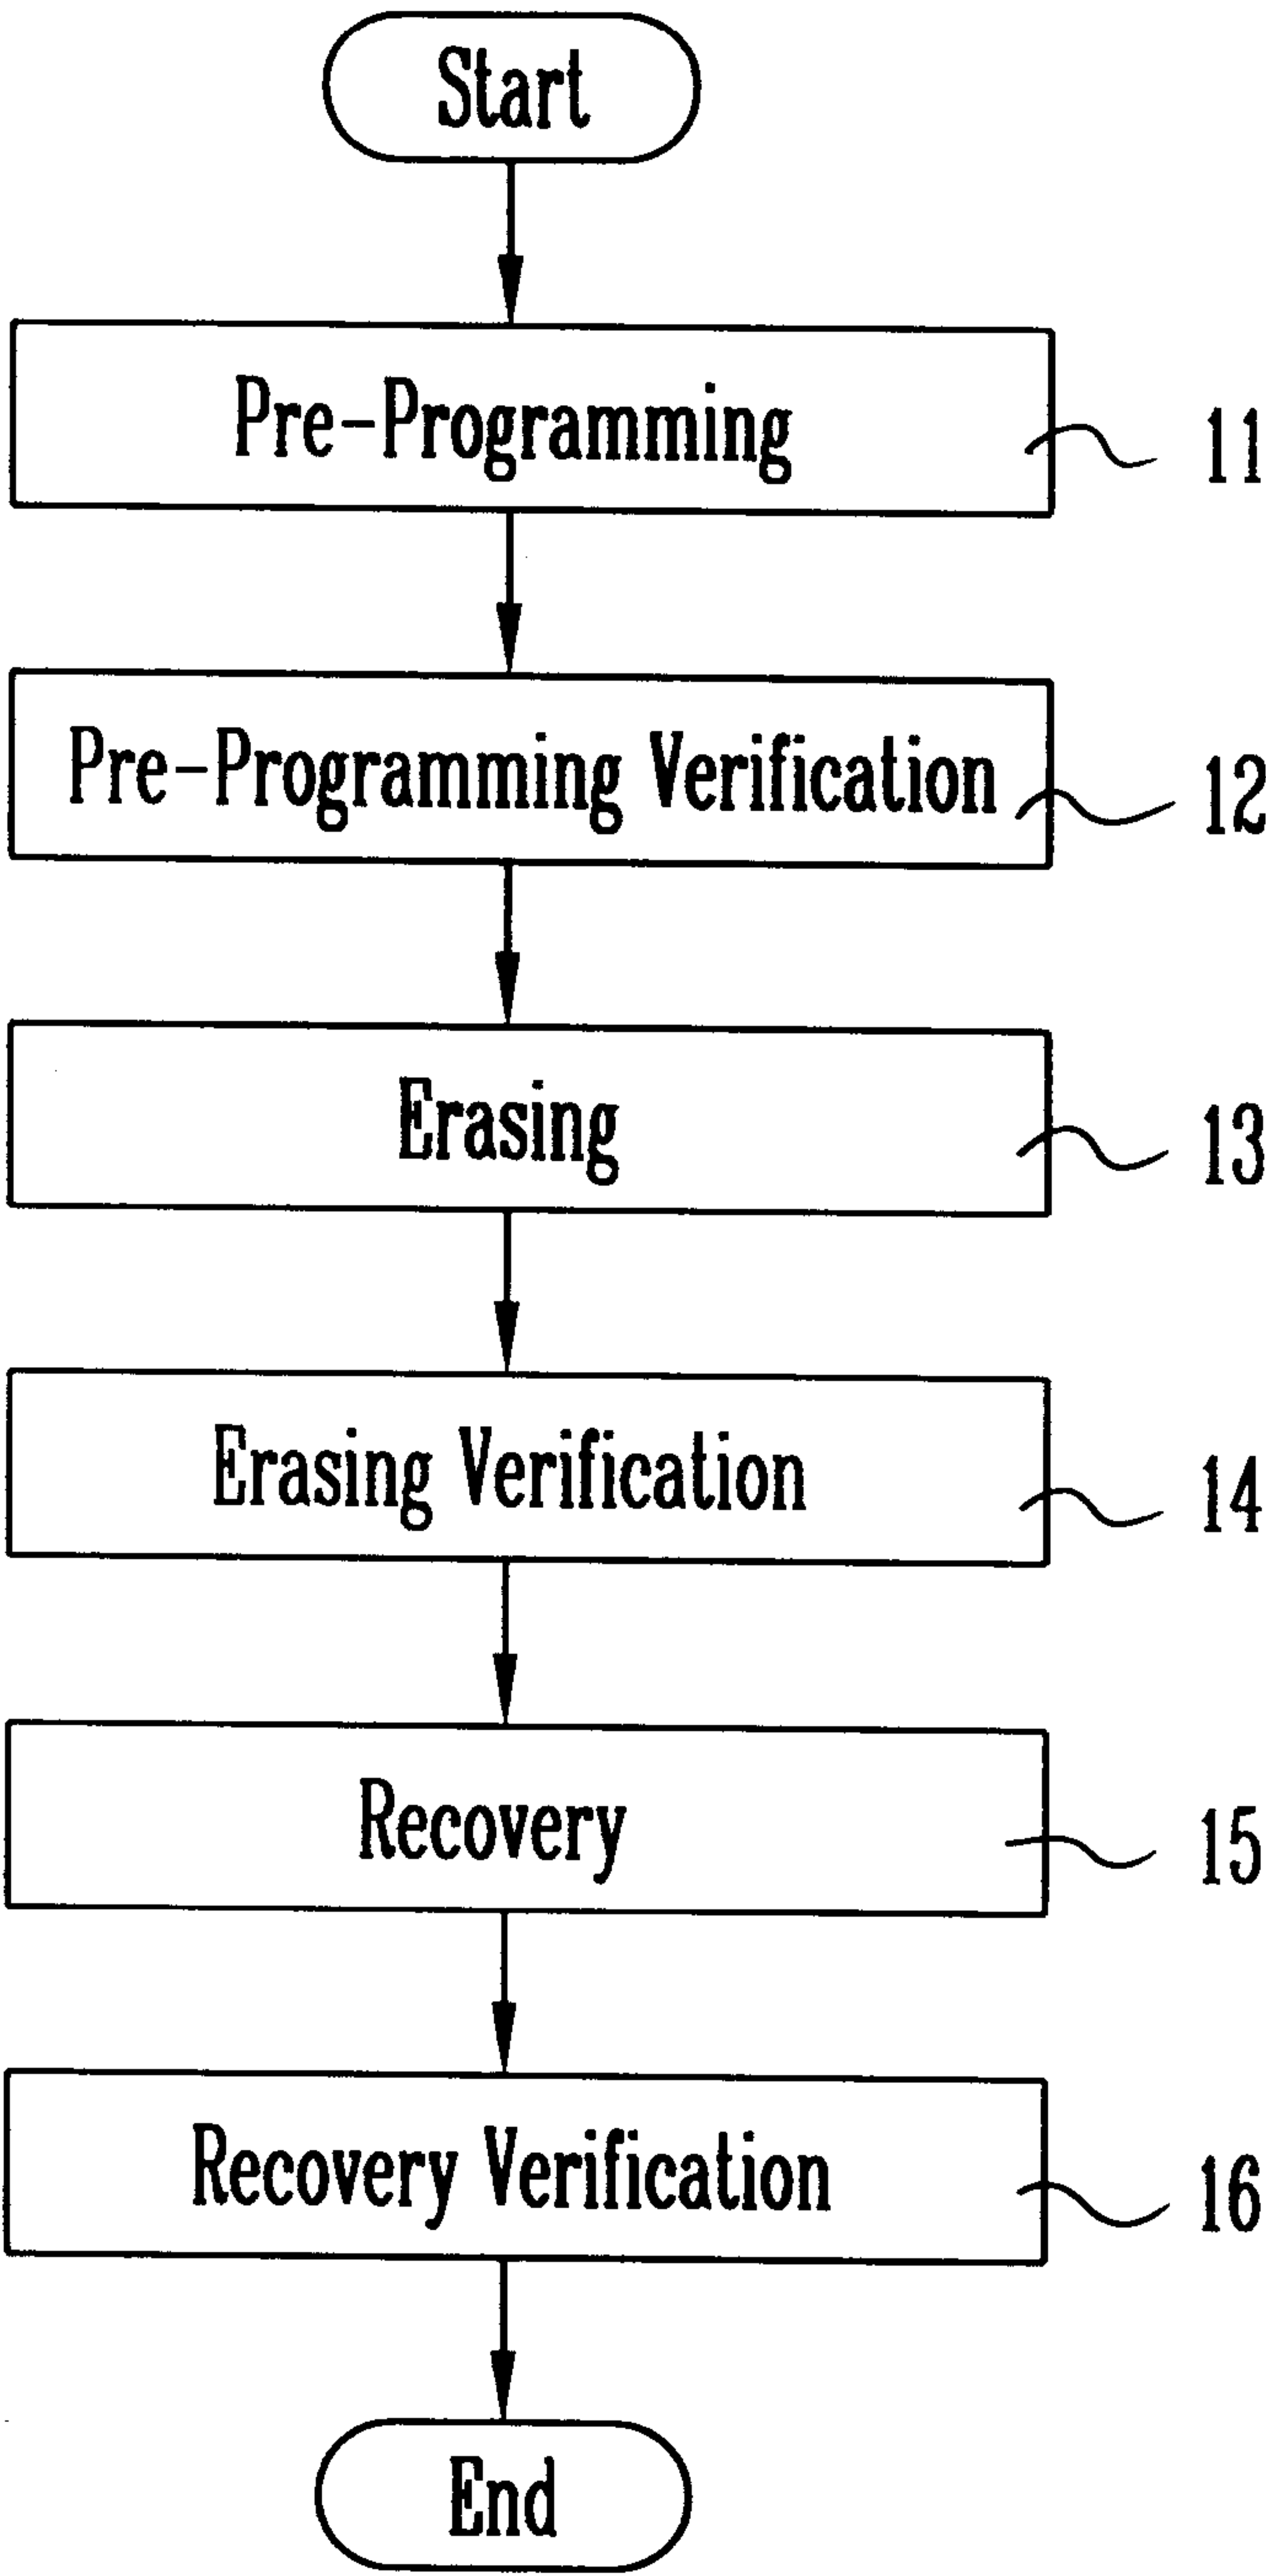 Start
Pre-Programming
11
Pre-Programming Verification
12
Erasing
13
Erasing Verification
14
Recovery
15
Recovery Verification
16
End